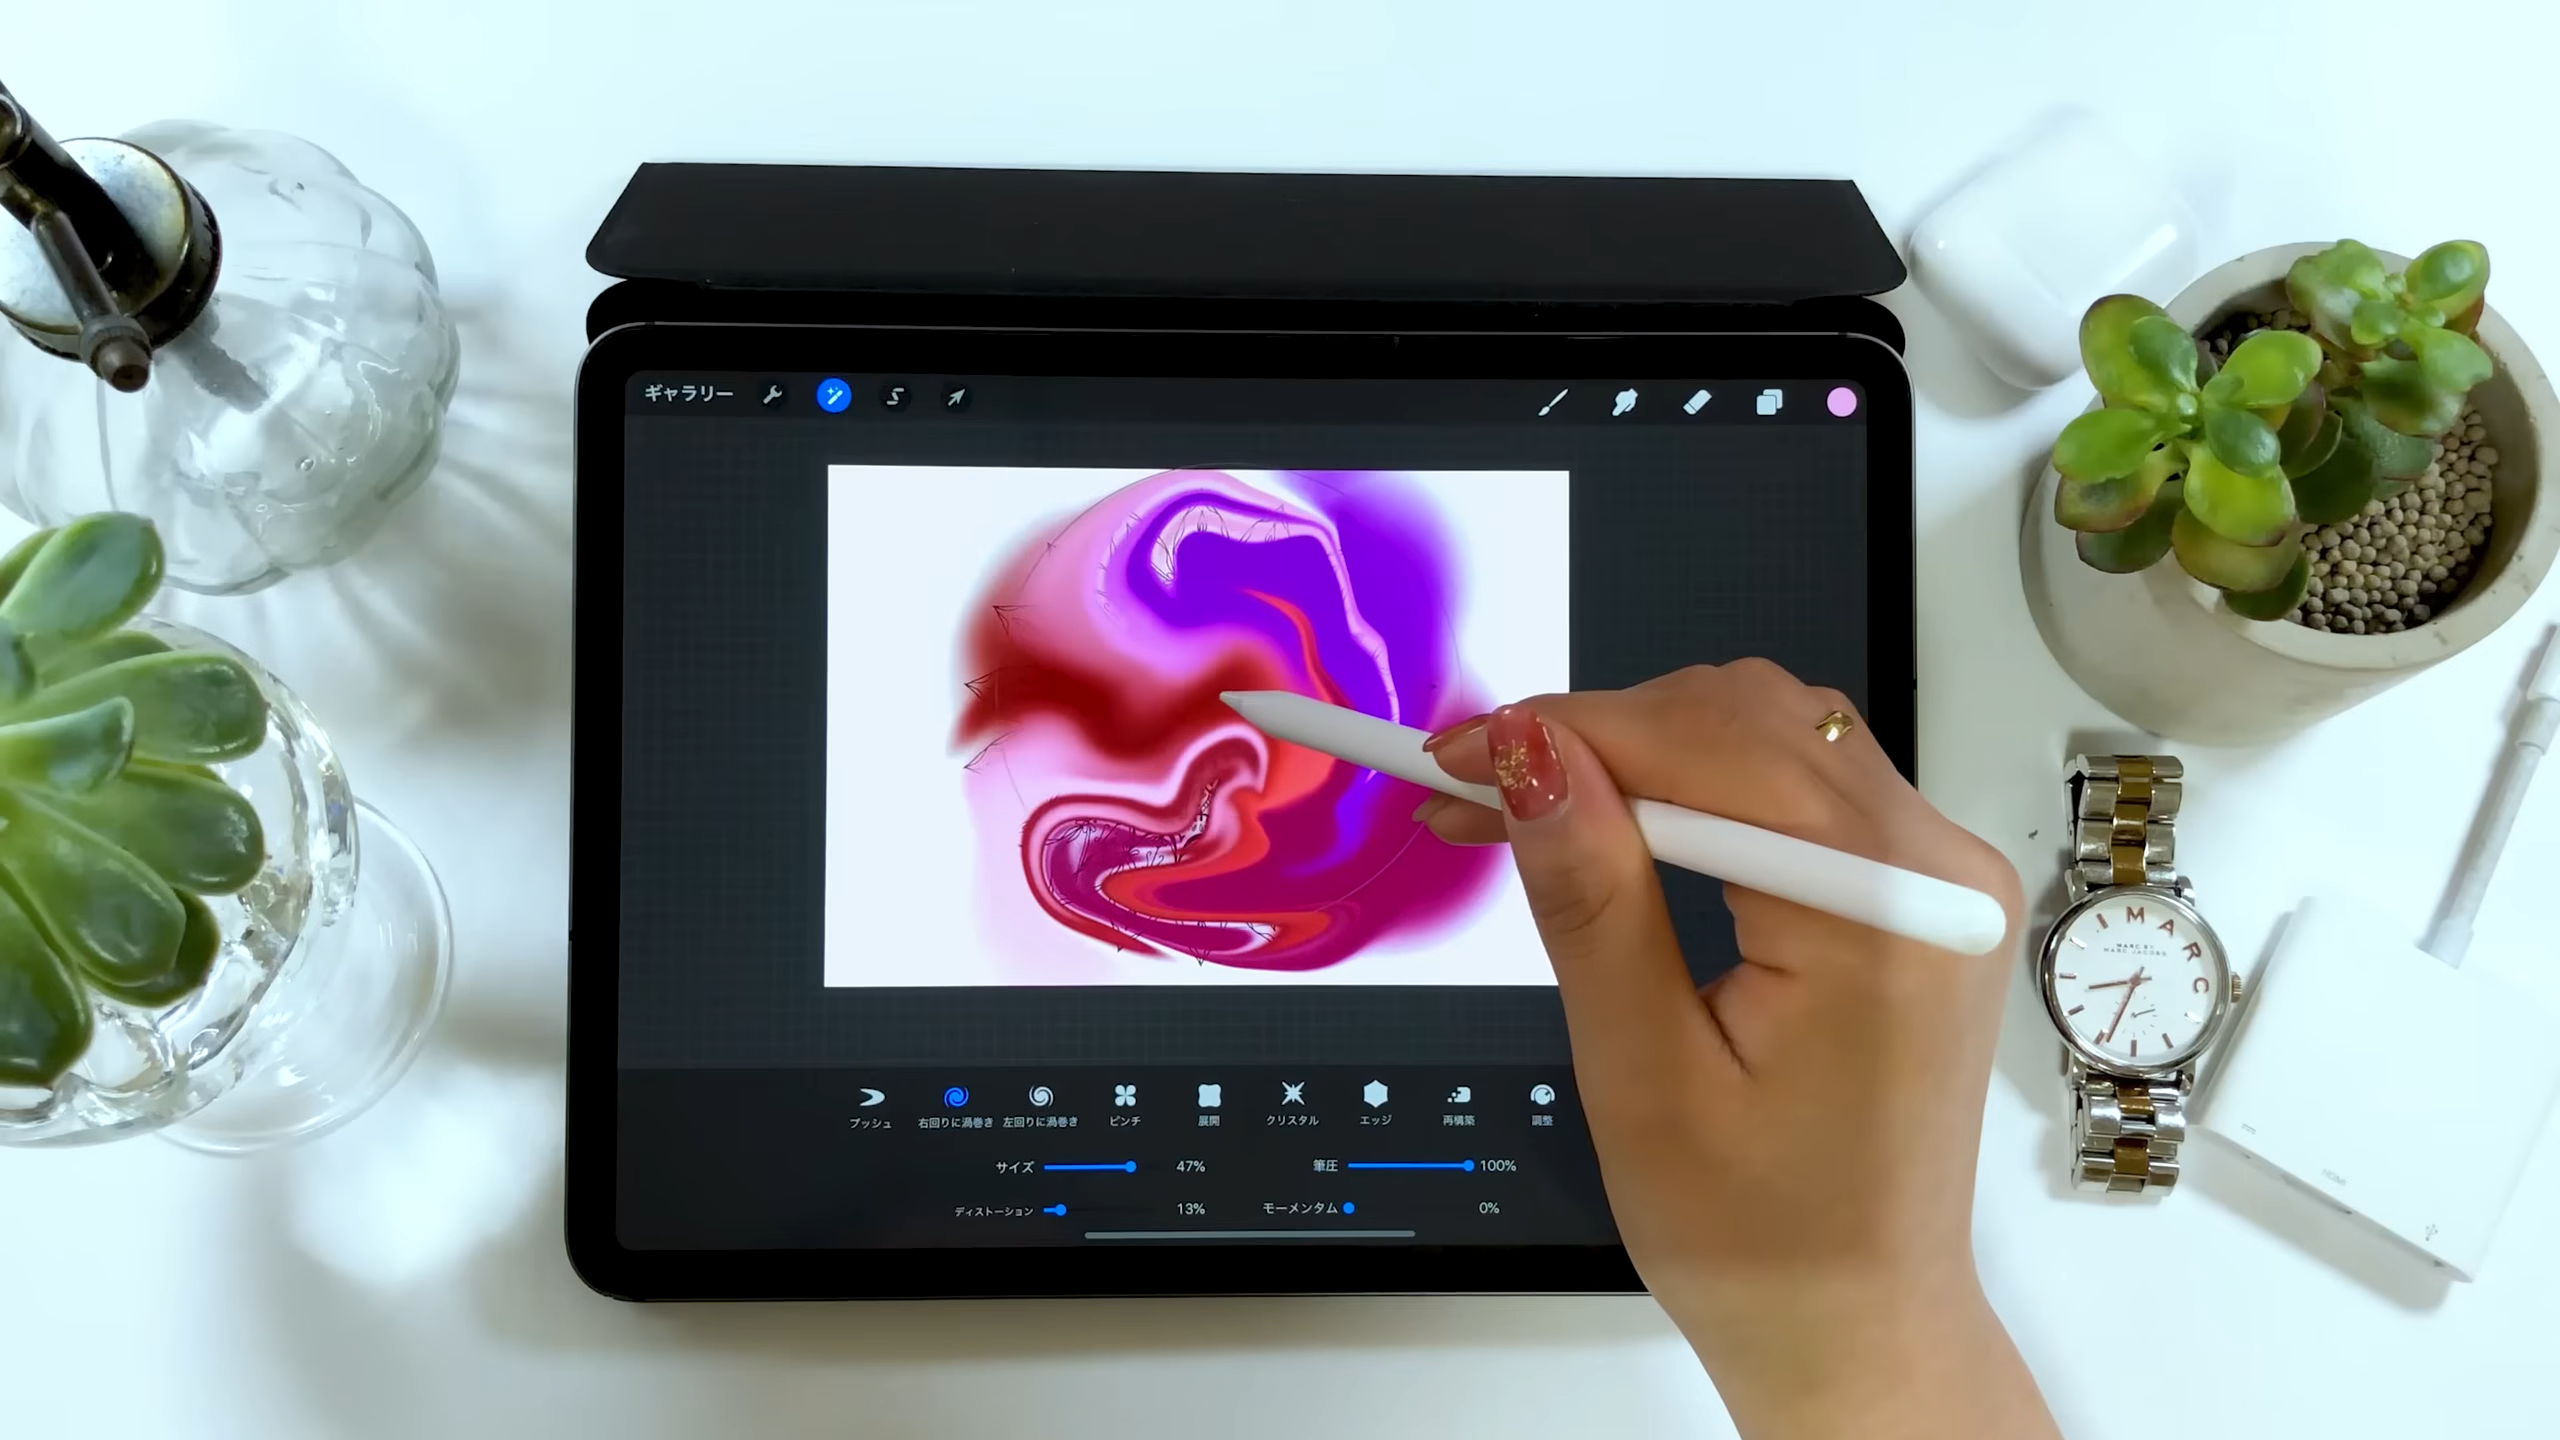 ギャラリー
プッシュ
右回りに渦巻き
左回りに渦巻き
ピンチ
展開
クリスタル
エッジ
再構築
調整
サイズ 47%
筆圧 100%
ディストーション 13%
モーメンタム 0%
MARC
MARC BY
MARC JACOBS
HDMI